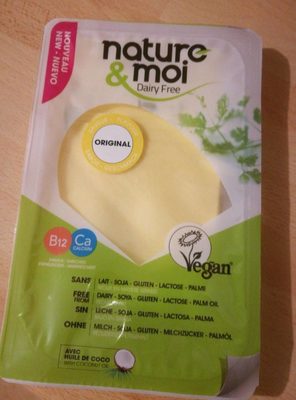 NOUVEAU
NEW - NUEVO
nature
& moi
Dairy Free
ORIGINAL
B12
Ca
CALCIUM
Vegan
SANS LAIT - SOJA - GLUTEN - LACTOSE - PALME
FREE FROM DAIRY - SOYA - GLUTEN - LACTOSE - PALM OIL
SIN LECHE - SOJA - GLUTEN - LACTOSA - PALMA
OHNE MILCH - SOJA - GLUTEN - MILCHZUCKER - PALMÖL
AVEC
HUILE DE COCO
WITH COCONUT OIL